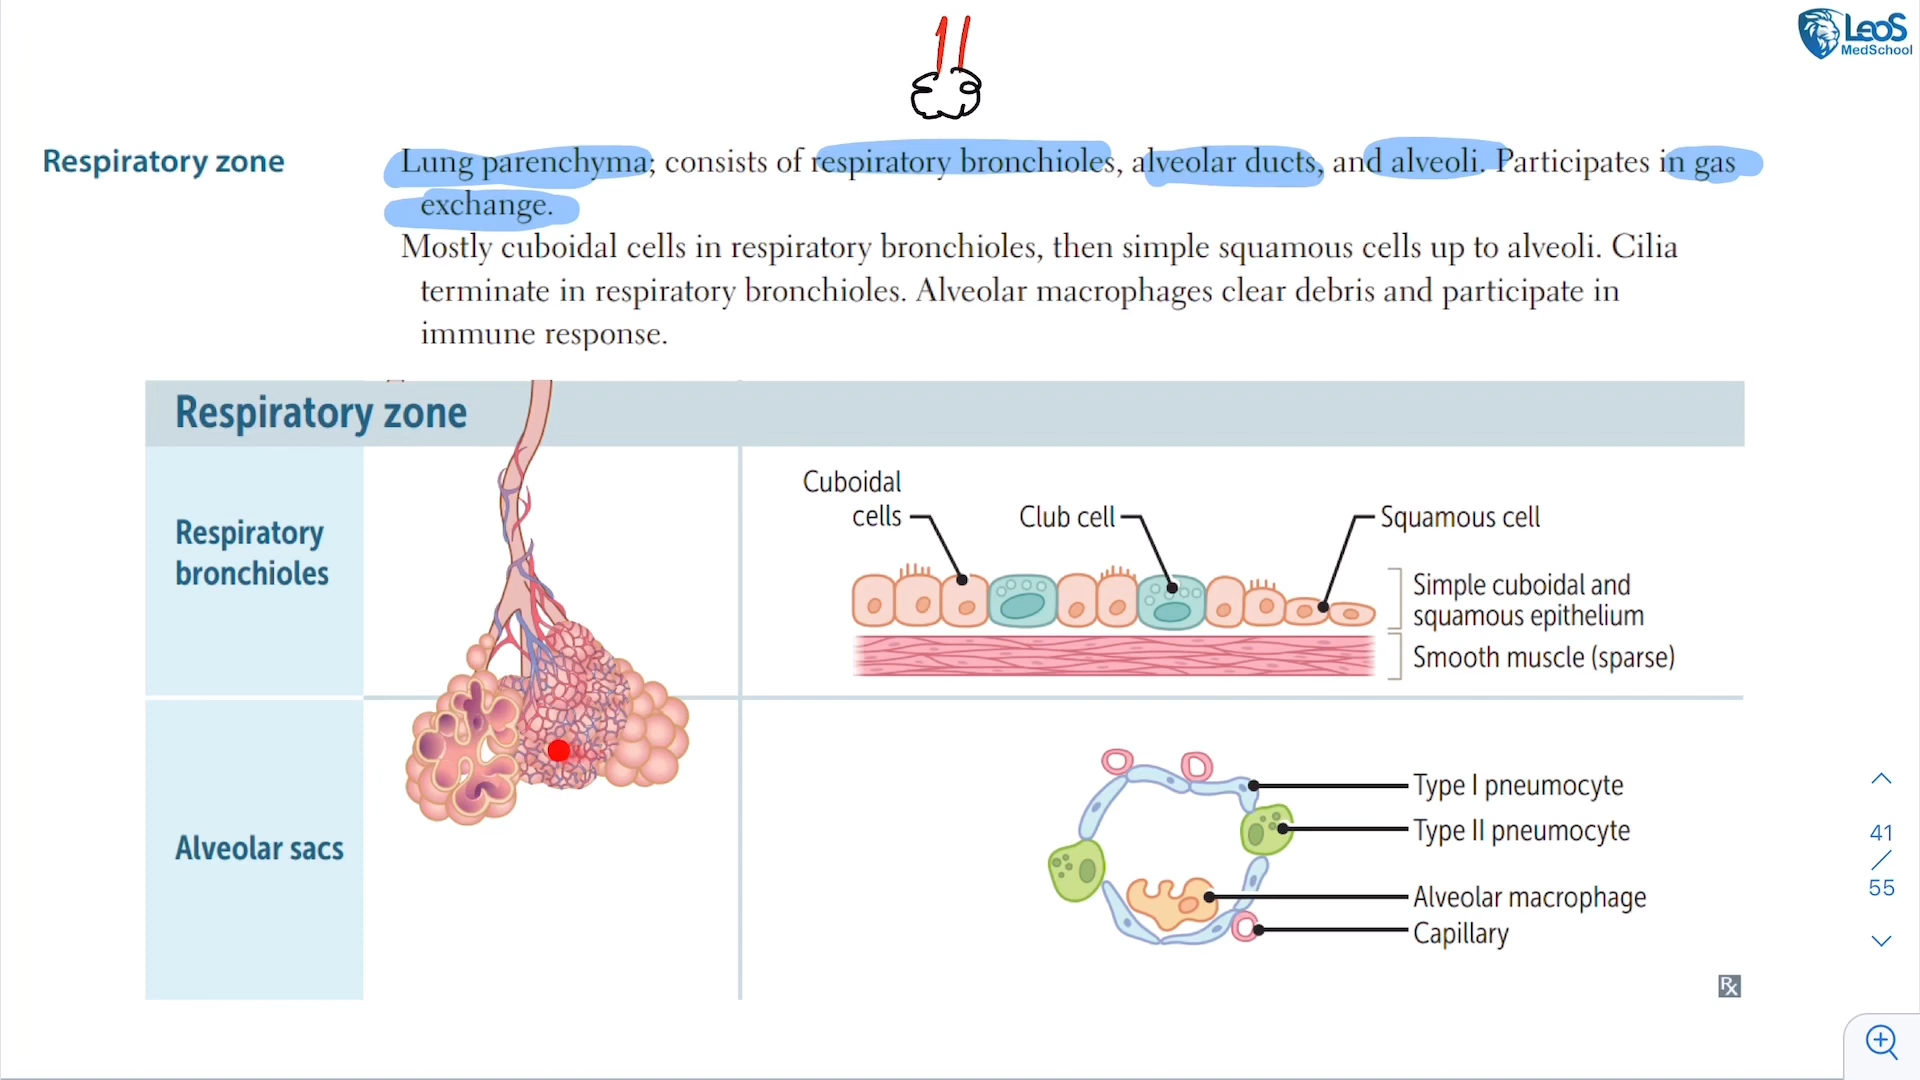 LeoS
MedSchool
Respiratory zone
Lung parenchyma; consists of respiratory bronchioles, alveolar ducts, and alveoli. Participates in gas
exchange.
Mostly cuboidal cells in respiratory bronchioles, then simple squamous cells up to alveoli. Cilia
terminate in respiratory bronchioles. Alveolar macrophages clear debris and participate in
immune response.
Respiratory zone
Respiratory
bronchioles
Cuboidal
cells
Club cell
Squamous cell
Simple cuboidal and
squamous epithelium
Smooth muscle (sparse)
Alveolar sacs
Type I pneumocyte
Type II pneumocyte
Alveolar macrophage
Capillary
41
/
55
Rx